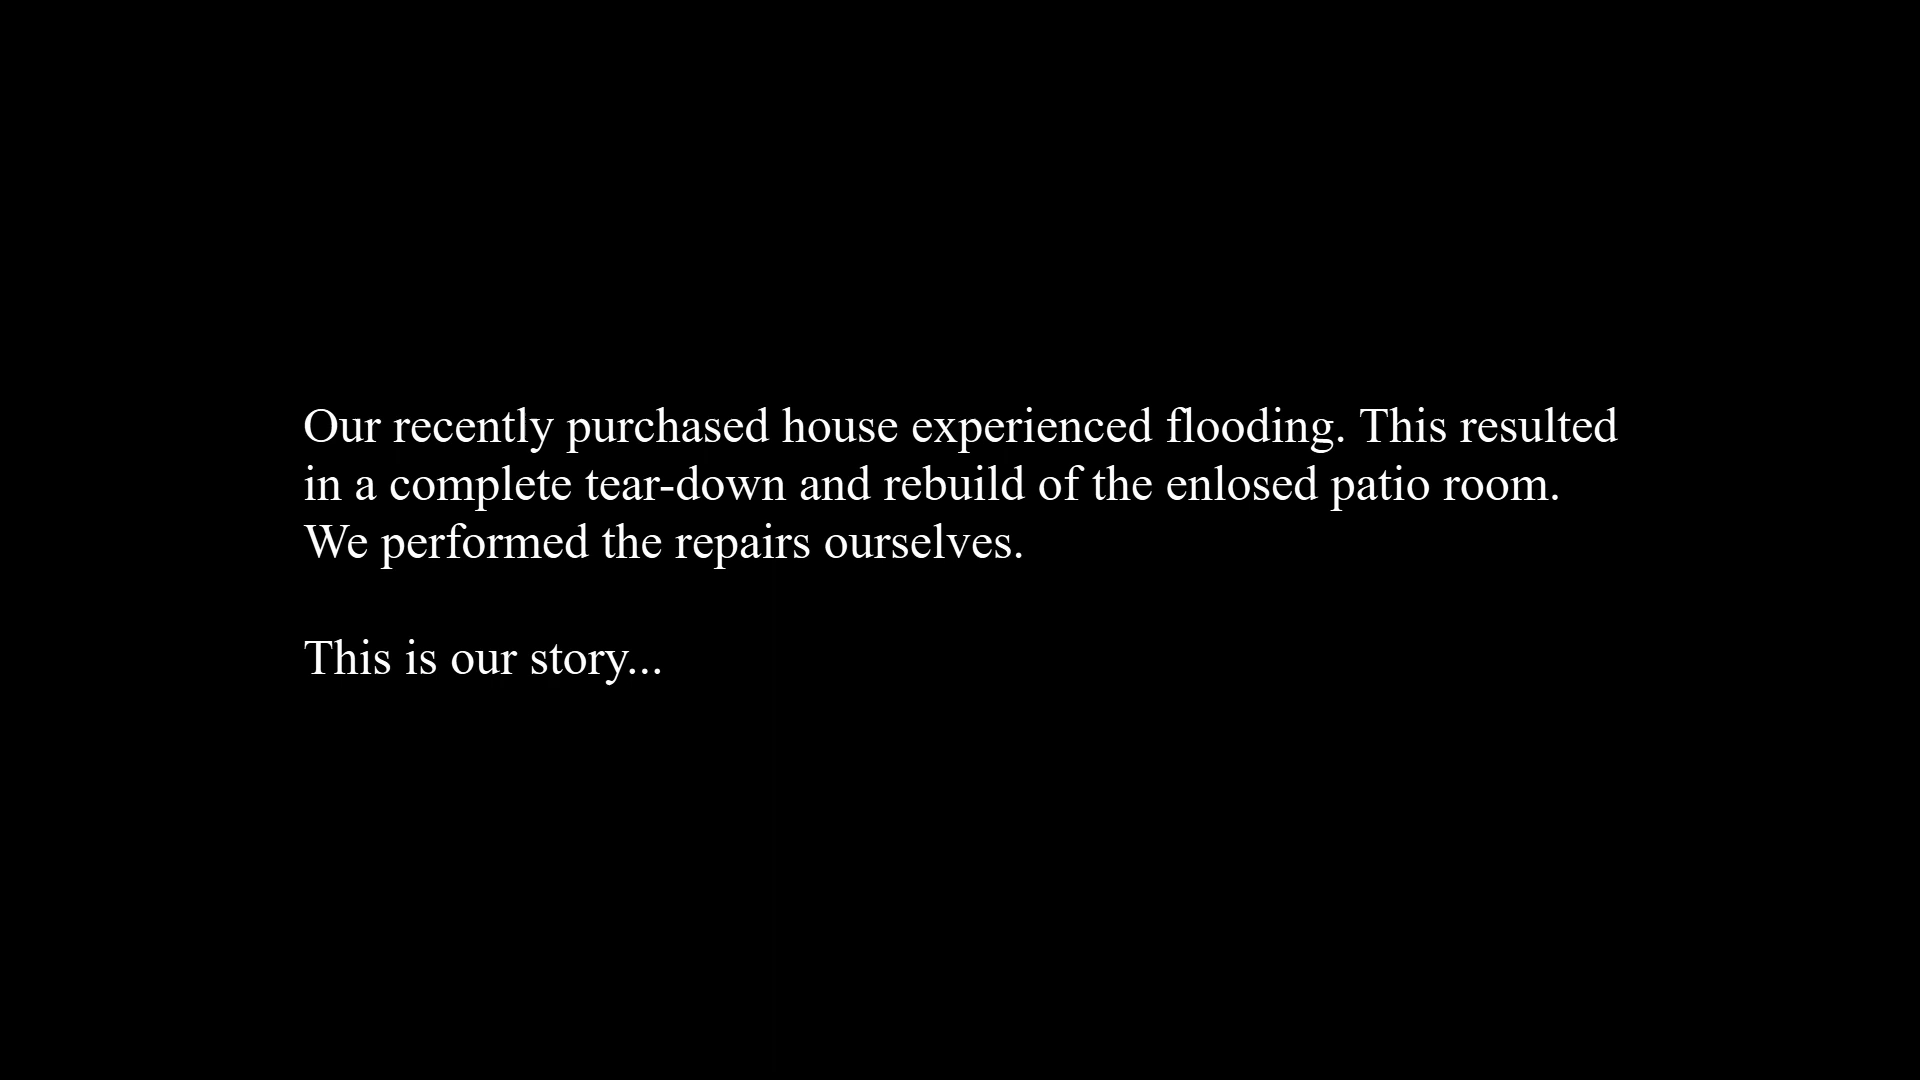 Our recently purchased house experienced flooding. This resulted
in a complete tear-down and rebuild of the enlosed patio room.
We performed the repairs ourselves.
This is our story...